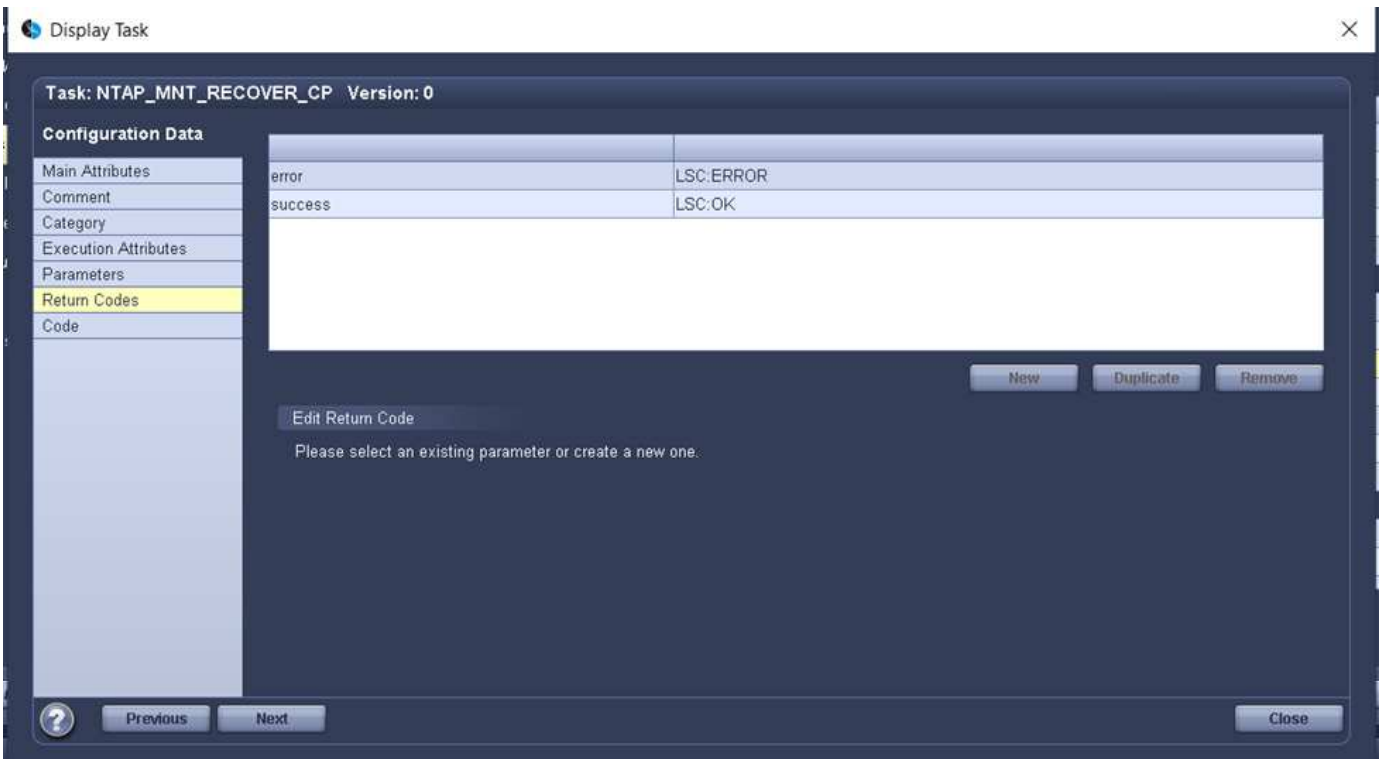 Display Task
Task: NTAP_MNT_RECOVER_CP Version: 0
Configuration Data
Main Attributes
Comment
Category
Execution Attributes
Parameters
Return Codes
Code
error LSC:ERROR
success LSC:OK
New Duplicate Remove
Edit Return Code
Please select an existing parameter or create a new one.
? Previous Next Close